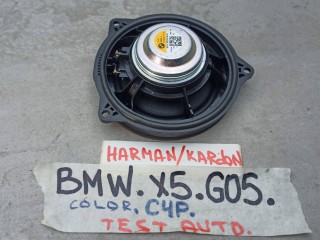 HARMAN/KARDON
BMW. X5. G05.
COLOR. C4P.
TEST AUTO.